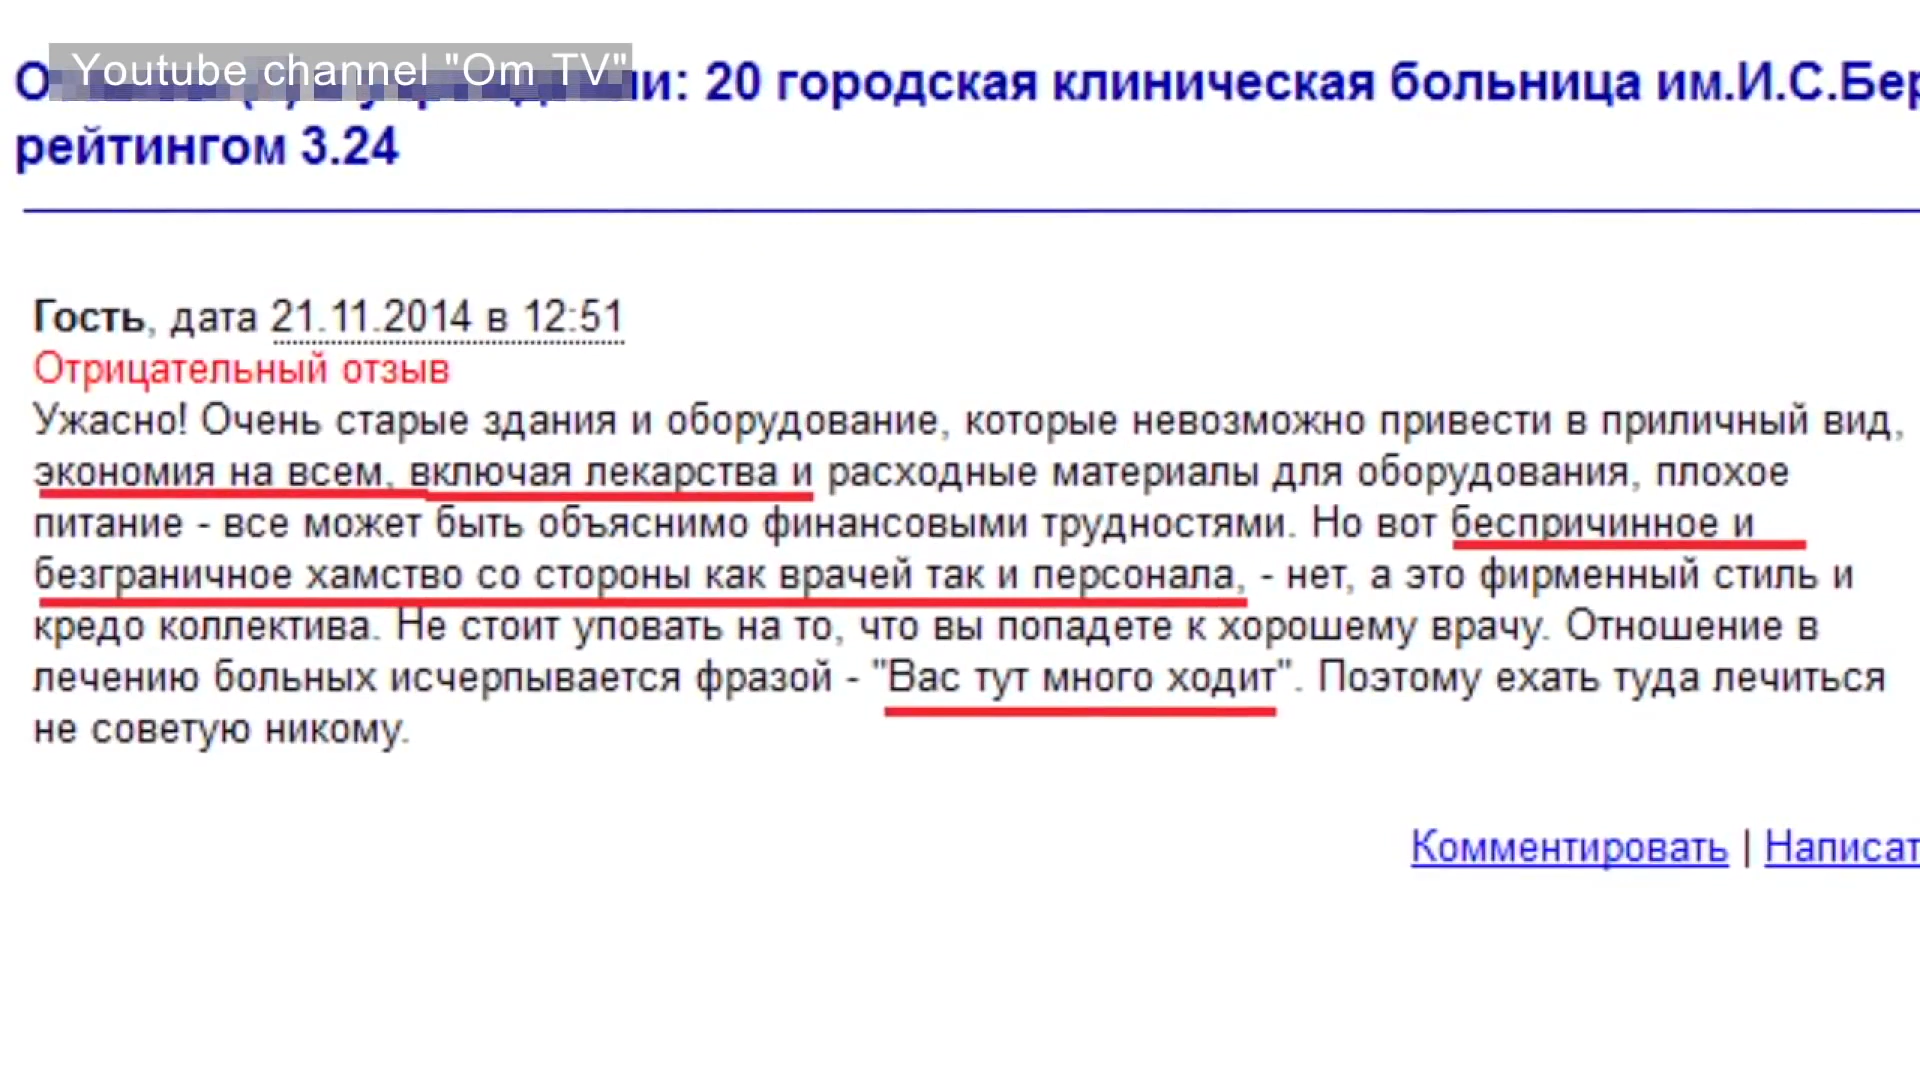 Youtube channel "Om TV"
20 городская клиническая больница им.И.С.
рейтингом 3.24
Гость, дата 21.11.2014 в 12:51
Отрицательный отзыв
Ужасно! Очень старые здания и оборудование, которые невозможно привести в приличный вид,
экономия на всем, включая лекарства и расходные материалы для оборудования, плохое
питание - все может быть объяснимо финансовыми трудностями. Но вот беспричинное и
безграничное хамство со стороны как врачей так и персонала, - нет, а это фирменный стиль и
кредо коллектива. Не стоит уповать на то, что вы попадете к хорошему врачу. Отношение в
лечению больных исчерпывается фразой - "Вас тут много ходит". Поэтому ехать туда лечиться
не советую никому.
Комментировать | Написат